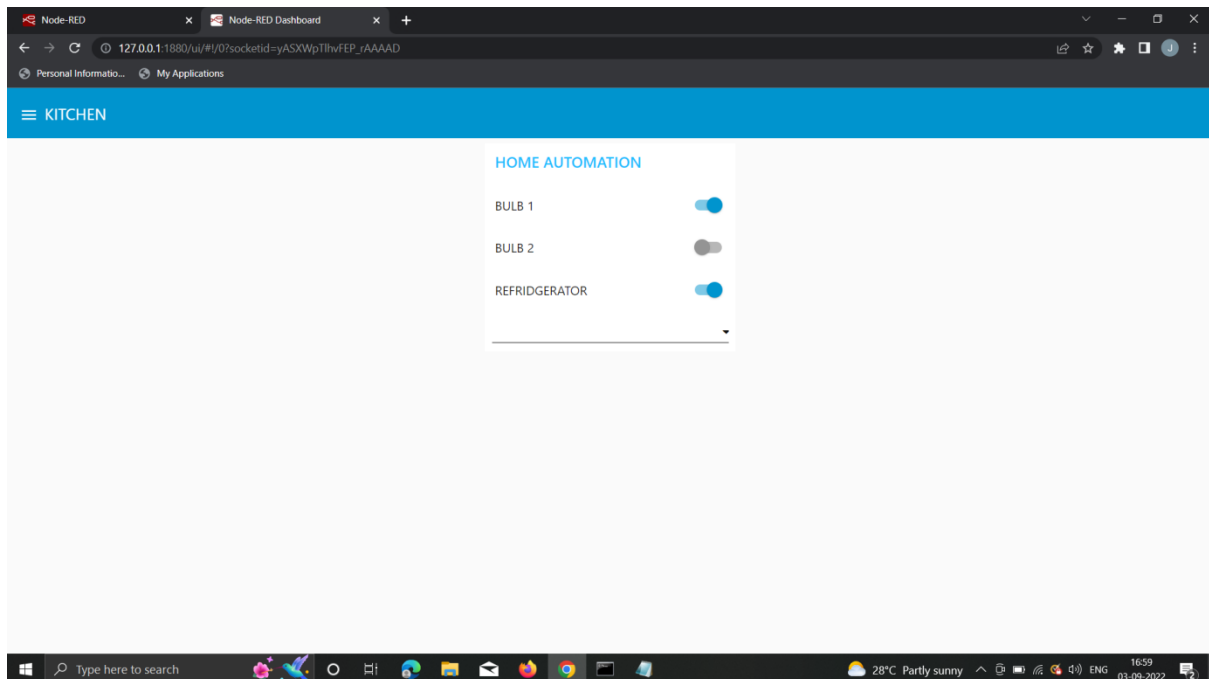 Node-RED
Node-RED Dashboard
127.0.0.1:1880/ui/#!/0?socketid=yASXWpTlhvFEP_rAAAAD
J
Personal Informatio... My Applications
KITCHEN
HOME AUTOMATION
BULB 1
BULB 2
REFRIDGERATOR
Type here to search
28°C Partly sunny
ENG
16:59
03-09-2022
2